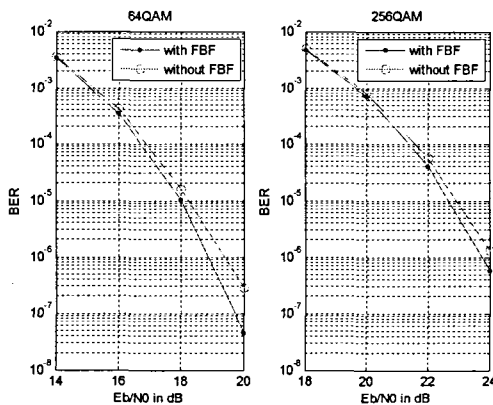 64QAM
10^-2
10^-3
10^-4
10^-5
10^-6
10^-7
10^-8
BER
with FBF
without FBF
14 16 18 20
Eb/N0 in dB
256QAM
10^-2
10^-3
10^-4
10^-5
10^-6
10^-7
10^-8
BER
with FBF
without FBF
18 20 22 24
Eb/N0 in dB